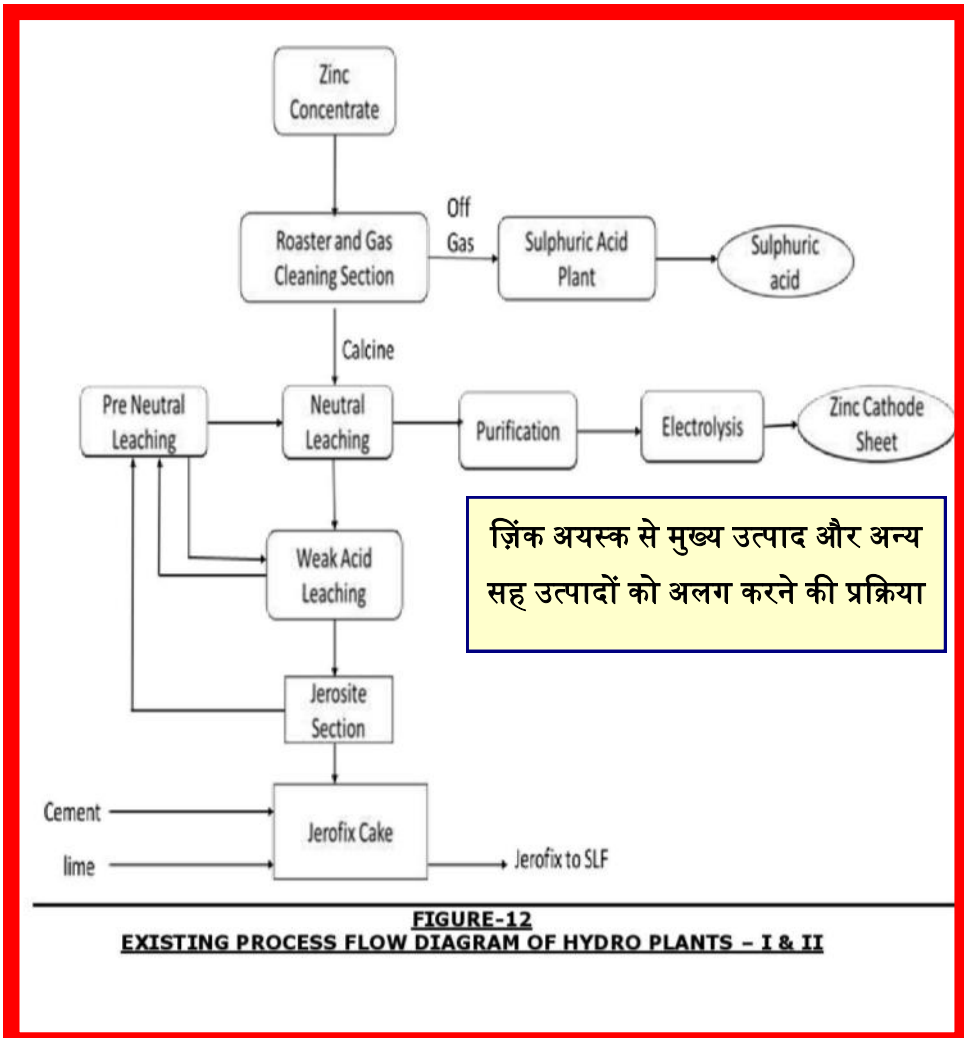 Zinc
Concentrate
Off
Gas
Roaster and Gas
Cleaning Section
Sulphuric Acid
Plant
Sulphuric
acid
Calcine
Pre Neutral
Leaching
Neutral
Leaching
Purification
Electrolysis
Zinc Cathode
Sheet
ज़िंक अयस्क से मुख्य उत्पाद और अन्य
सह उत्पादों को अलग करने की प्रक्रिया
Weak Acid
Leaching
Jerosite
Section
Cement
lime
Jerofix Cake
Jerofix to SLF
FIGURE-12
EXISTING PROCESS FLOW DIAGRAM OF HYDRO PLANTS – I & II